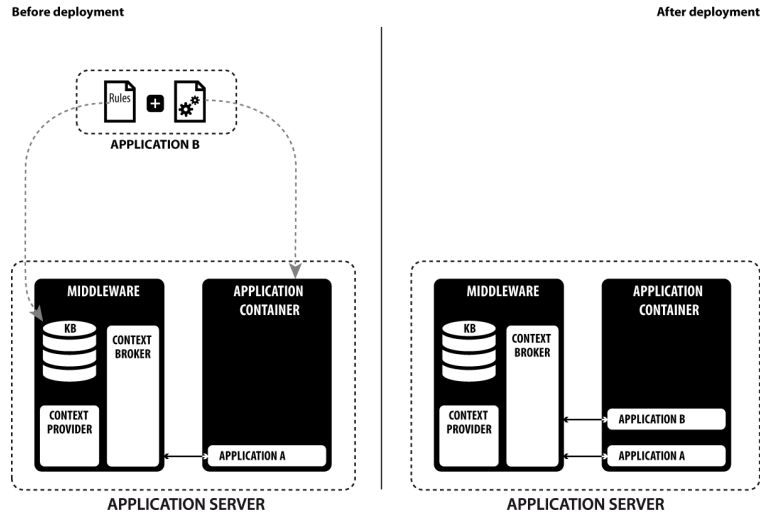 Before deployment
After deployment
Rules
APPLICATION B
MIDDLEWARE
KB
CONTEXT
BROKER
CONTEXT
PROVIDER
APPLICATION
CONTAINER
APPLICATION A
APPLICATION SERVER
MIDDLEWARE
KB
CONTEXT
BROKER
CONTEXT
PROVIDER
APPLICATION
CONTAINER
APPLICATION B
APPLICATION A
APPLICATION SERVER